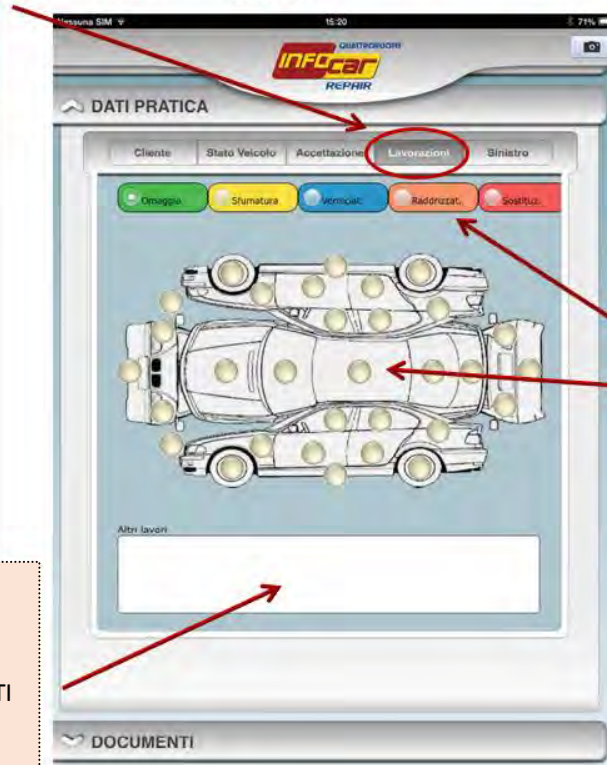 Nessuna SIM 15:20 71%
QUATTRORUOTE
INFOcar
REPAIR
DATI PRATICA
Cliente Stato Veicolo Accettazione Lavorazioni Sinistro
Omaggio Sfumatura Verniciat. Raddrizzat. Sostituz.
Altri lavori
TI
DOCUMENTI